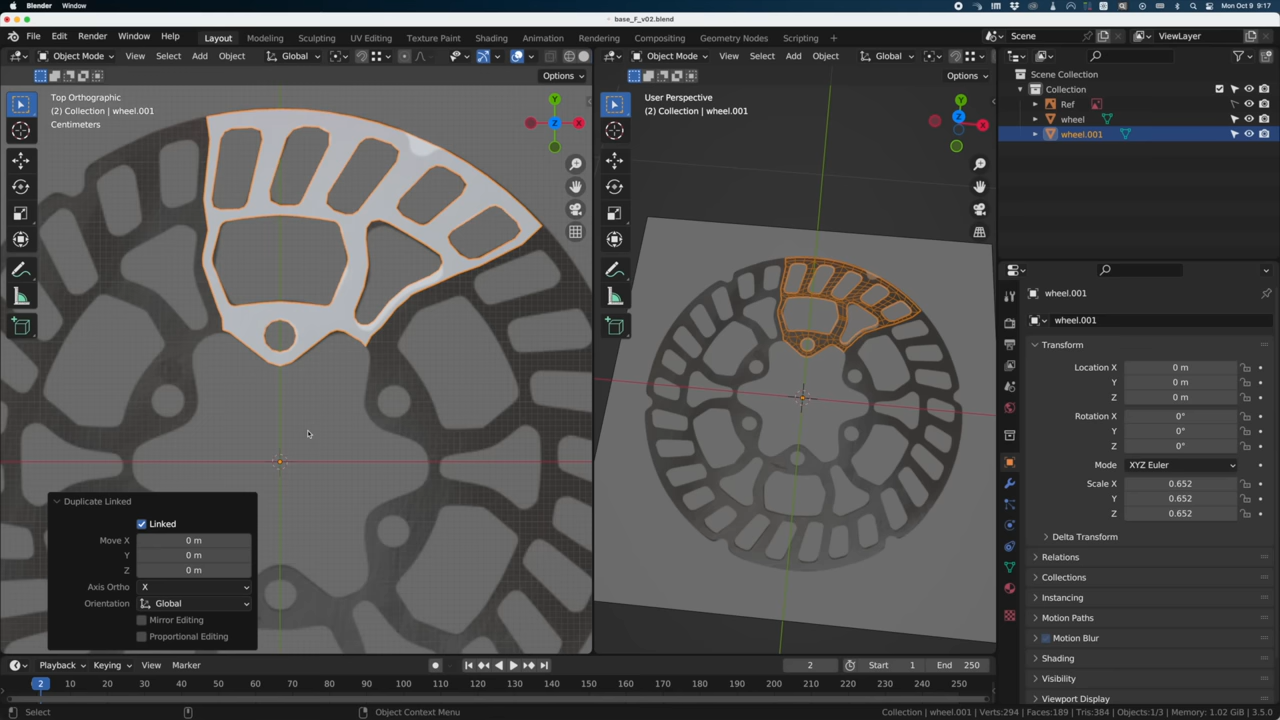 Blender Window
Mon Oct 9 9:17
base_F_v02.blend
File Edit Render Window Help
Layout Modeling Sculpting UV Editing Texture Paint Shading Animation Rendering Compositing Geometry Nodes Scripting +
Scene
ViewLayer
Object Mode View Select Add Object Global
Options
Top Orthographic
(2) Collection | wheel.001
Centimeters
Y
Z
X
Duplicate Linked
Linked
Move X 0 m
Y 0 m
Z 0 m
Axis Ortho X
Orientation Global
Mirror Editing
Proportional Editing
Object Mode View Select Add Object Global
Options
User Perspective
(2) Collection | wheel.001
Y
Z
X
Scene Collection
Collection
Ref
wheel
wheel.001
wheel.001
wheel.001
Transform
Location X 0 m
Y 0 m
Z 0 m
Rotation X 0°
Y 0°
Z 0°
Mode XYZ Euler
Scale X 0.652
Y 0.652
Z 0.652
Delta Transform
Relations
Collections
Instancing
Motion Paths
Motion Blur
Shading
Visibility
Viewport Display
Playback Keying View Marker
2 Start 1 End 250
2 10 20 30 40 50 60 70 80 90 100 110 120 130 140 150 160 170 180 190 200 210 220 230 240 250
Select
Object Context Menu
Collection | wheel.001 | Verts:294 | Faces:189 | Tris:384 | Objects:1/3 | Memory: 1.02 GiB | 3.5.0